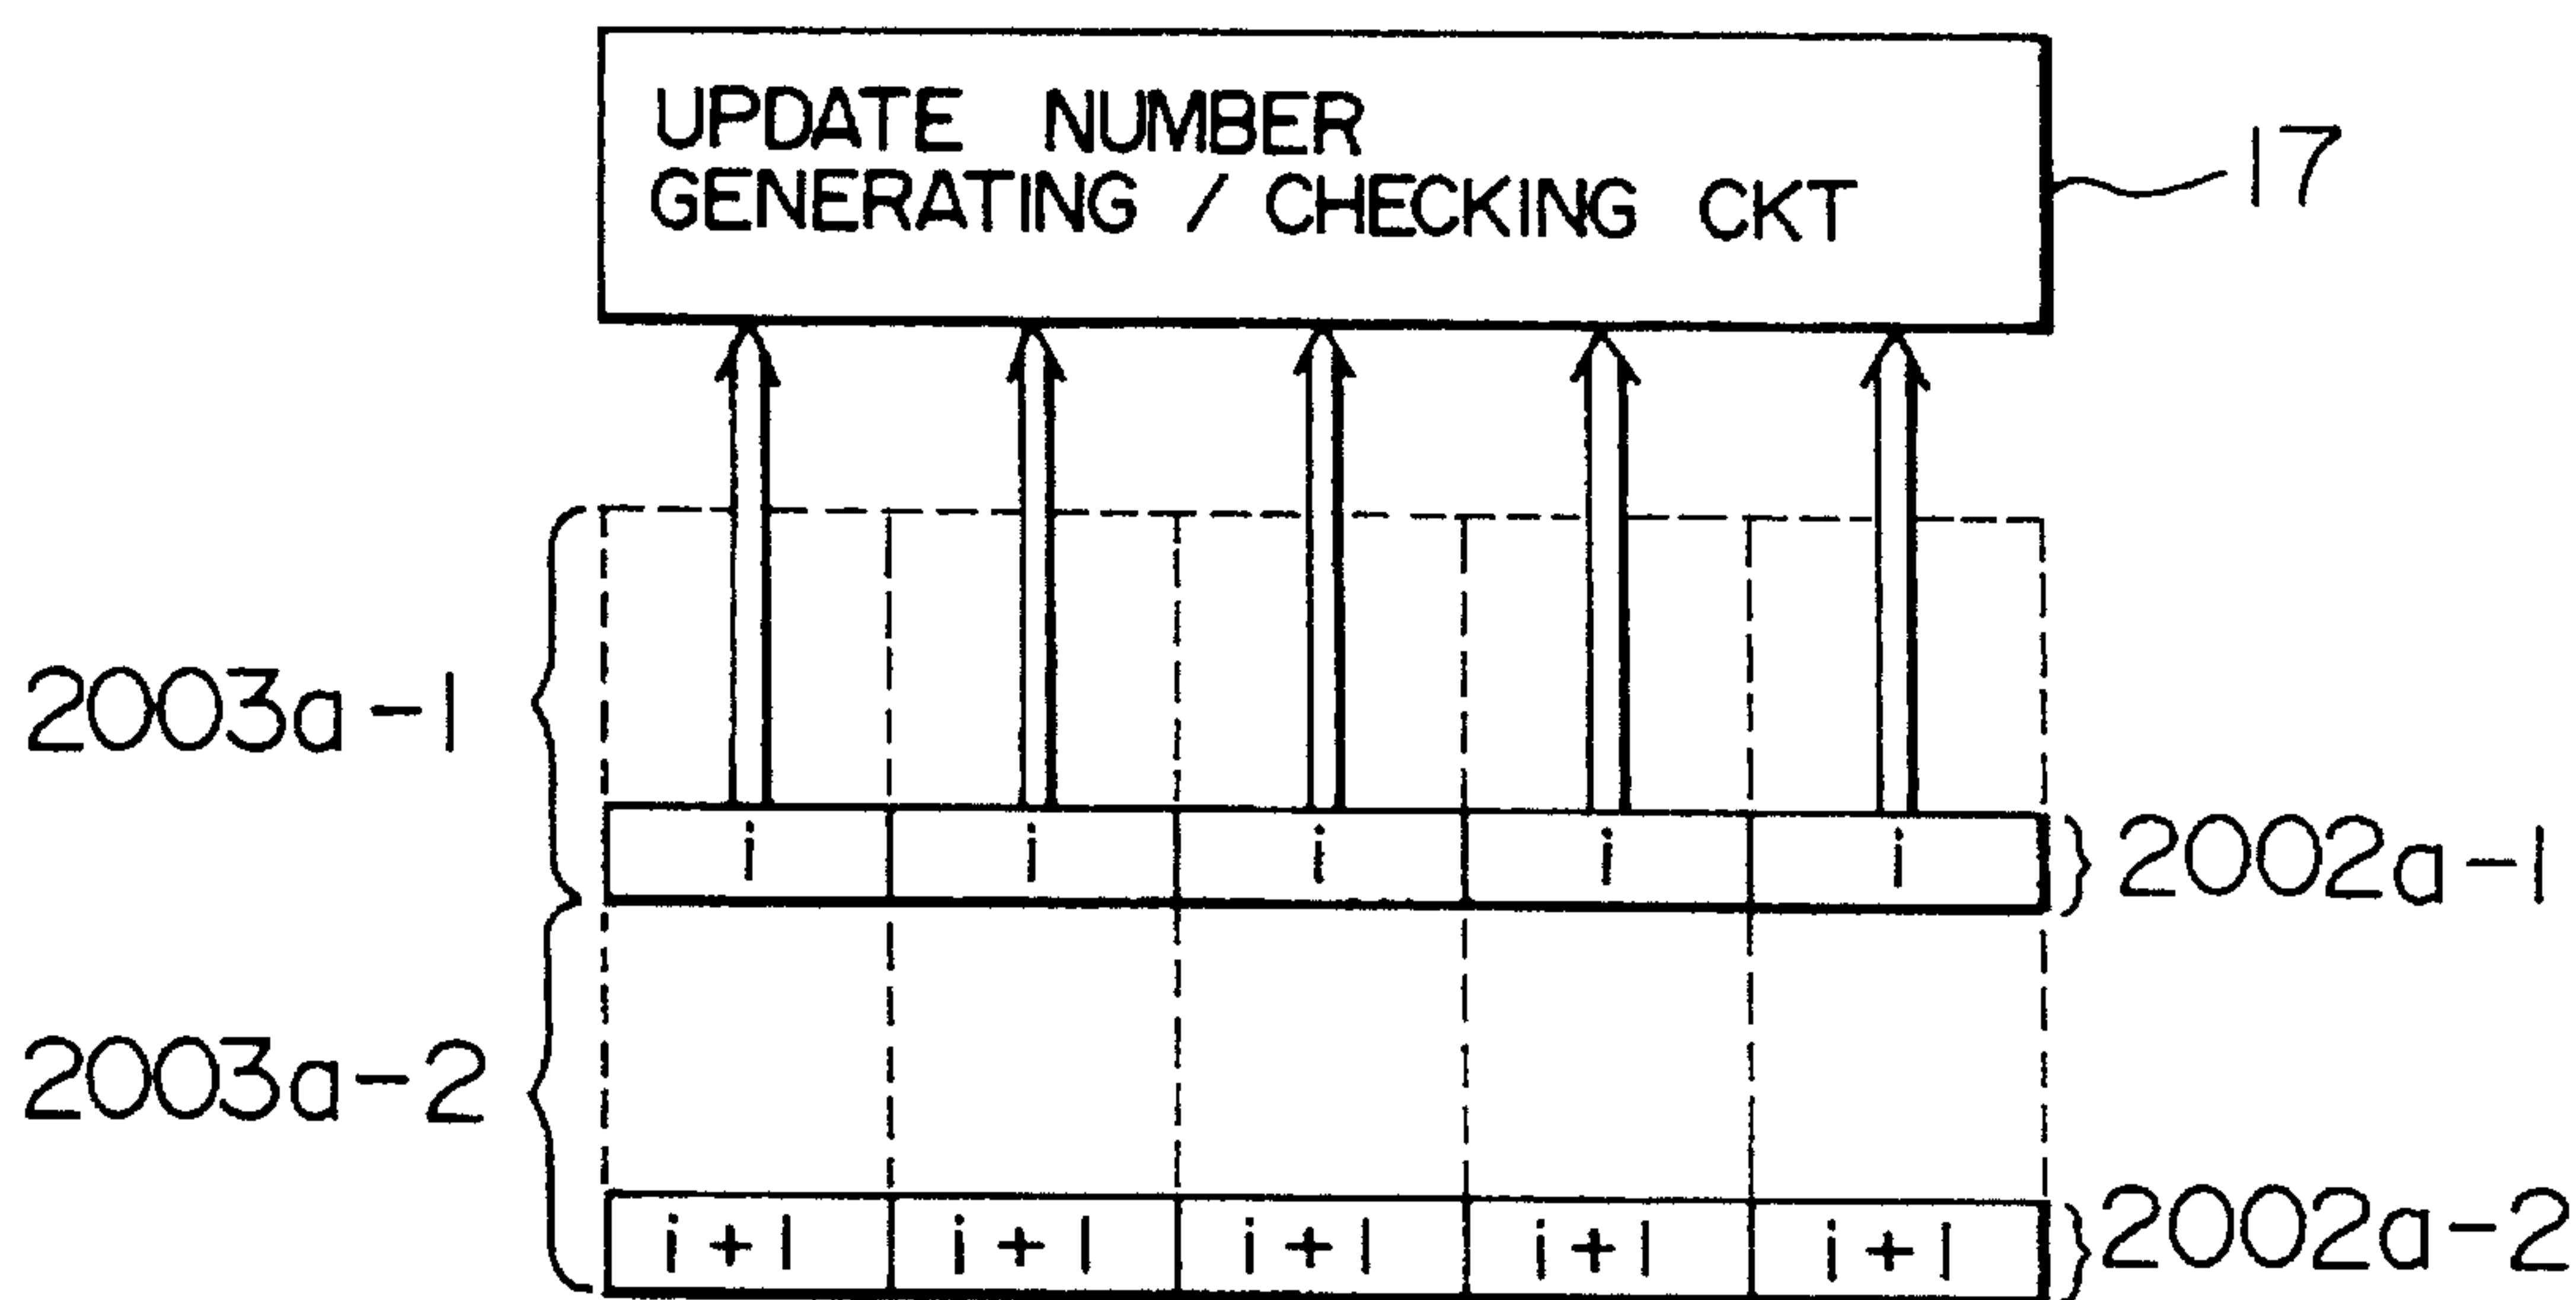 UPDATE NUMBER
GENERATING / CHECKING CKT
17
2003a-1
i i i i i
2002a-1
2003a-2
i+1 i+1 i+1 i+1 i+1
2002a-2